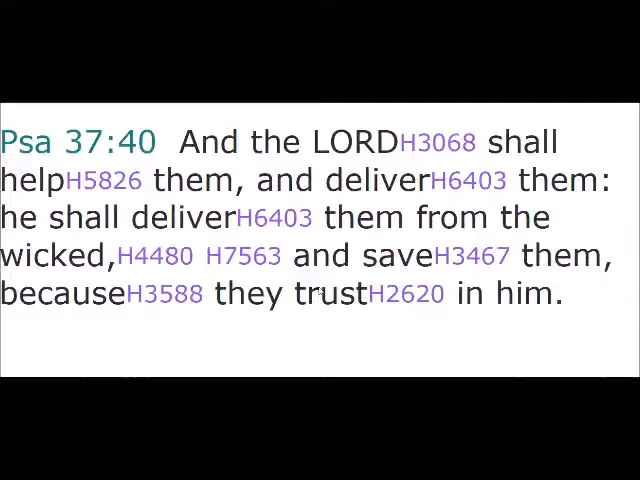 Psa 37:40 And the LORDH3068 shall
helpH5826 them, and deliverH6403 them:
he shall deliverH6403 them from the
wicked,H4480 H7563 and saveH3467 them,
becauseH3588 they trustH2620 in him.